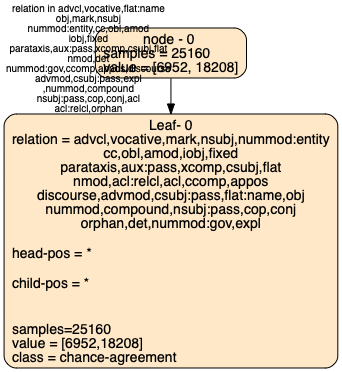 relation in advcl,vocative,flat:name
obj,mark,nsubj
nummod:entity,cc,obl,amod
iobj,fixed
parataxis,aux:pass,xcomp,csubj,flat
nmod,det
nummod:gov,ccomp,appos,discourse
advmod,csubj:pass,expl
,nummod,compound
nsubj:pass,cop,conj,acl
acl:relcl,orphan
node - 0
samples = 25160
value = [6952, 18208]
Leaf- 0
relation = advcl,vocative,mark,nsubj,nummod:entity
cc,obl,amod,iobj,fixed
parataxis,aux:pass,xcomp,csubj,flat
nmod,acl:relcl,acl,ccomp,appos
discourse,advmod,csubj:pass,flat:name,obj
nummod,compound,nsubj:pass,cop,conj
orphan,det,nummod:gov,expl
head-pos = *
child-pos = *
samples=25160
value = [6952,18208]
class = chance-agreement